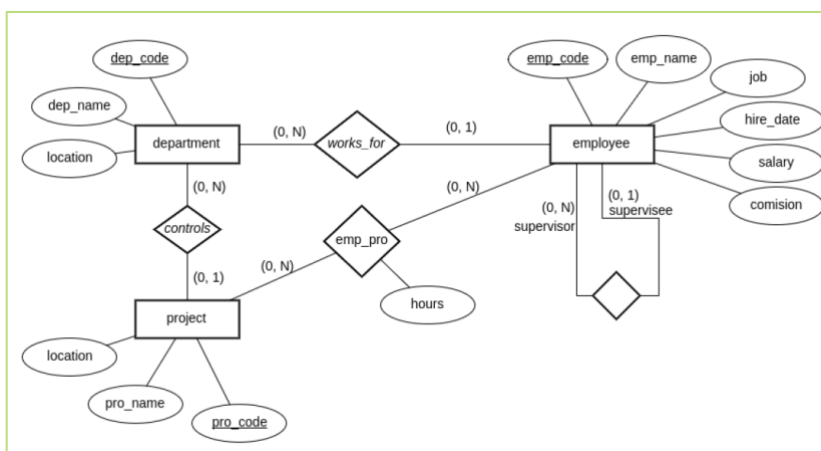 dep_code
emp_code
emp_name
job
dep_name
hire_date
department
(0, N)
works_for
(0, 1)
employee
location
salary
(0, N)
(0, N)
(0, 1)
comision
(0, N)
supervisee
supervisor
controls
emp_pro
(0, N)
(0, 1)
hours
project
location
pro_name
pro_code